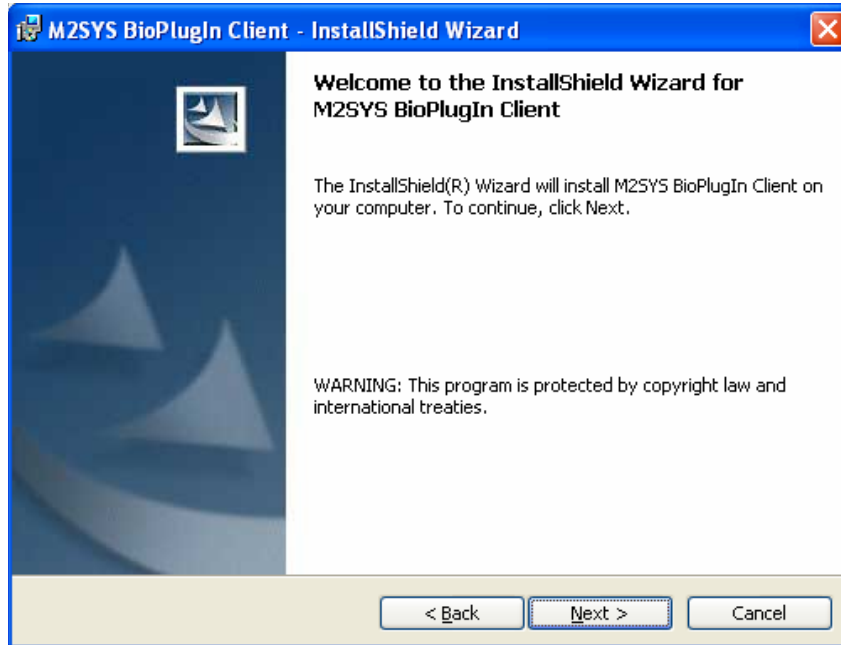 M2SYS BioPlugIn Client - InstallShield Wizard
Welcome to the InstallShield Wizard for
M2SYS BioPlugIn Client
The InstallShield(R) Wizard will install M2SYS BioPlugIn Client on
your computer. To continue, click Next.
WARNING: This program is protected by copyright law and
international treaties.
< Back
Next >
Cancel